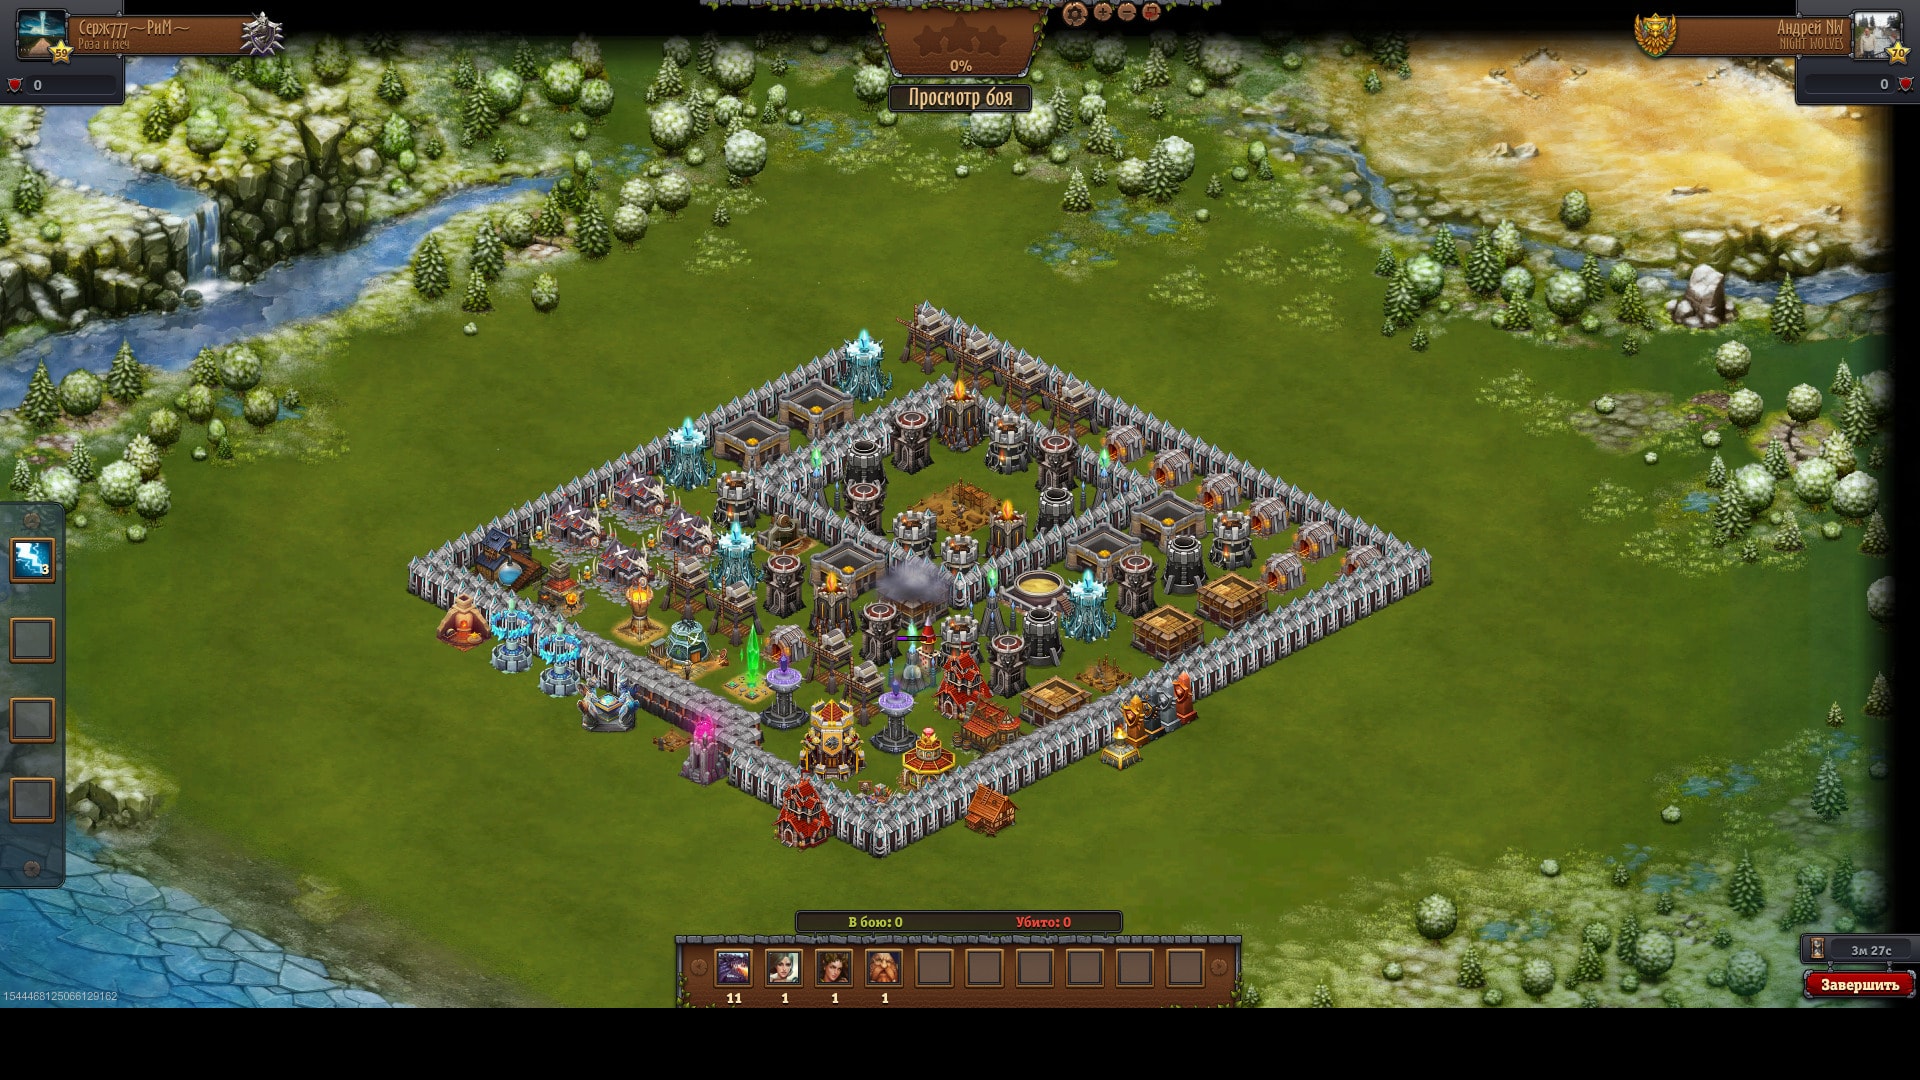 Серж777~РиМ~
Роза и Меч
59
0
0%
Просмотр боя
Андрей NW
NIGHT WOLVES
70
0
3
В бою: 0
Убито: 0
11
1
1
1
3м 27с
Завершить
1544468125066129162